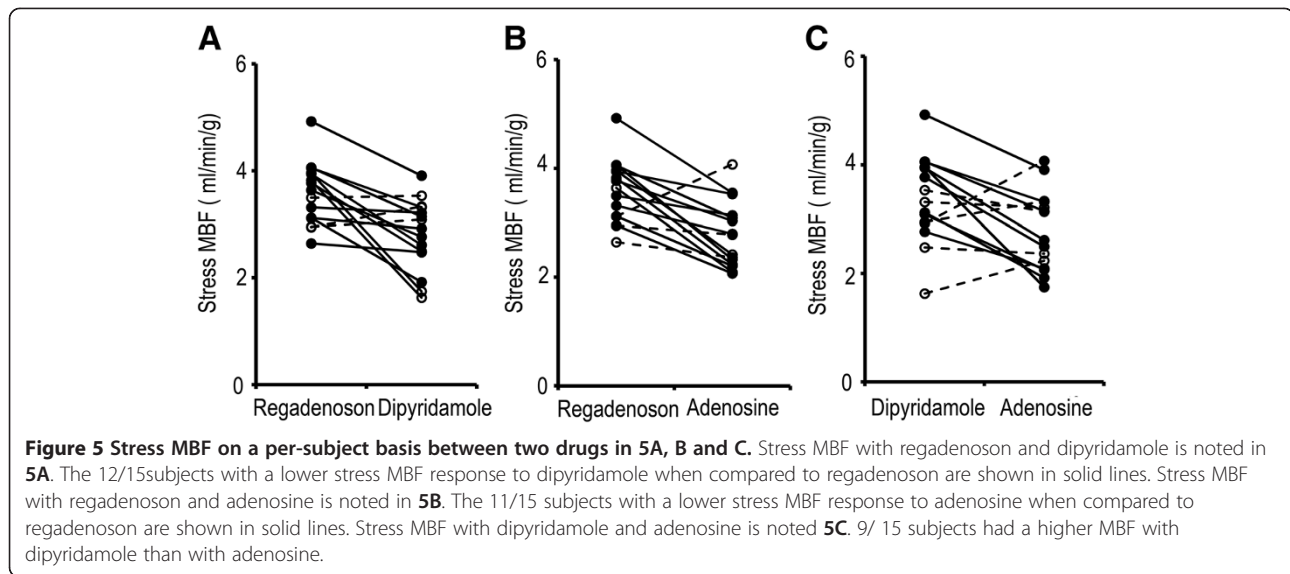 A B C
6 6 6
4 4 4
2 2 2
0 0 0
Stress MBF ( ml/min/g) Stress MBF ( ml/min/g) Stress MBF ( ml/min/g)
Regadenoson Dipyridamole Regadenoson Adenosine Dipyridamole Adenosine
Figure 5 Stress MBF on a per-subject basis between two drugs in 5A, B and C. Stress MBF with regadenoson and dipyridamole is noted in
5A. The 12/15subjects with a lower stress MBF response to dipyridamole when compared to regadenoson are shown in solid lines. Stress MBF
with regadenoson and adenosine is noted in 5B. The 11/15 subjects with a lower stress MBF response to adenosine when compared to
regadenoson are shown in solid lines. Stress MBF with dipyridamole and adenosine is noted 5C. 9/ 15 subjects had a higher MBF with
dipyridamole than with adenosine.